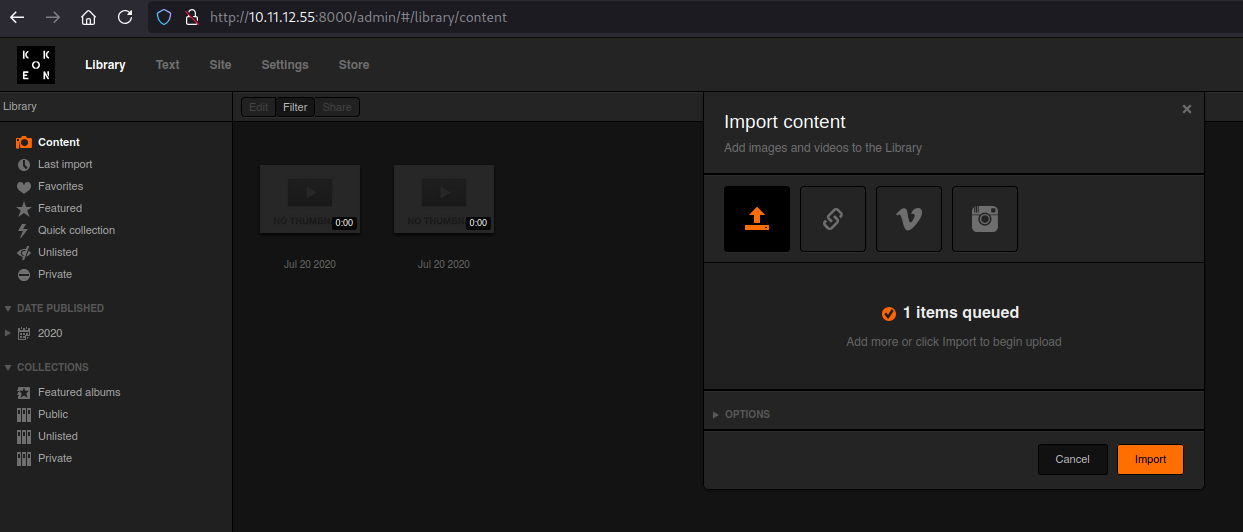 http://10.11.12.55:8000/admin/#/library/content
K K
O
E N
Library Text Site Settings Store
Library
Edit Filter Share
Content
Last import
Favorites
Featured
Quick collection
Unlisted
Private
DATE PUBLISHED
2020
COLLECTIONS
Featured albums
Public
Unlisted
Private
NO THUMBN
0:00
Jul 20 2020
NO THUMBN
0:00
Jul 20 2020
Import content
Add images and videos to the Library
1 items queued
Add more or click Import to begin upload
OPTIONS
Cancel Import